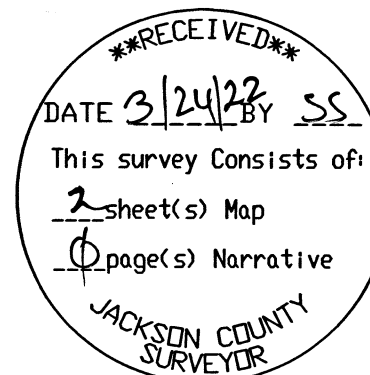 **RECEIVED**
DATE 3/24/22 BY SS
This survey Consists of:
2 sheet(s) Map
0 page(s) Narrative
JACKSON COUNTY
SURVEYOR